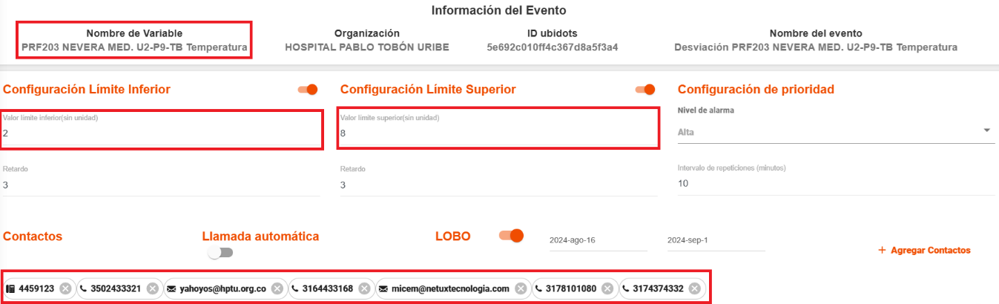 Información del Evento
Nombre de Variable
PRF203 NEVERA MED. U2-P9-TB Temperatura
Organización
HOSPITAL PABLO TOBÓN URIBE
ID ubidots
5e692c010ff4c367d8a5f3a4
Nombre del evento
Desviación PRF203 NEVERA MED. U2-P9-TB Temperatura
Configuración Límite Inferior
Valor límite inferior(sin unidad)
2
Retardo
3
Configuración Límite Superior
Valor límite superior(sin unidad)
8
Retardo
3
Configuración de prioridad
Nivel de alarma
Alta
Intervalo de repeticiones (minutos)
10
Contactos
Llamada automática
LOBO
2024-ago-16
2024-sep-1
+ Agregar Contactos
4459123
3502433321
yahoyos@hptu.org.co
3164433168
micem@netuxtecnologia.com
3178101080
3174374332